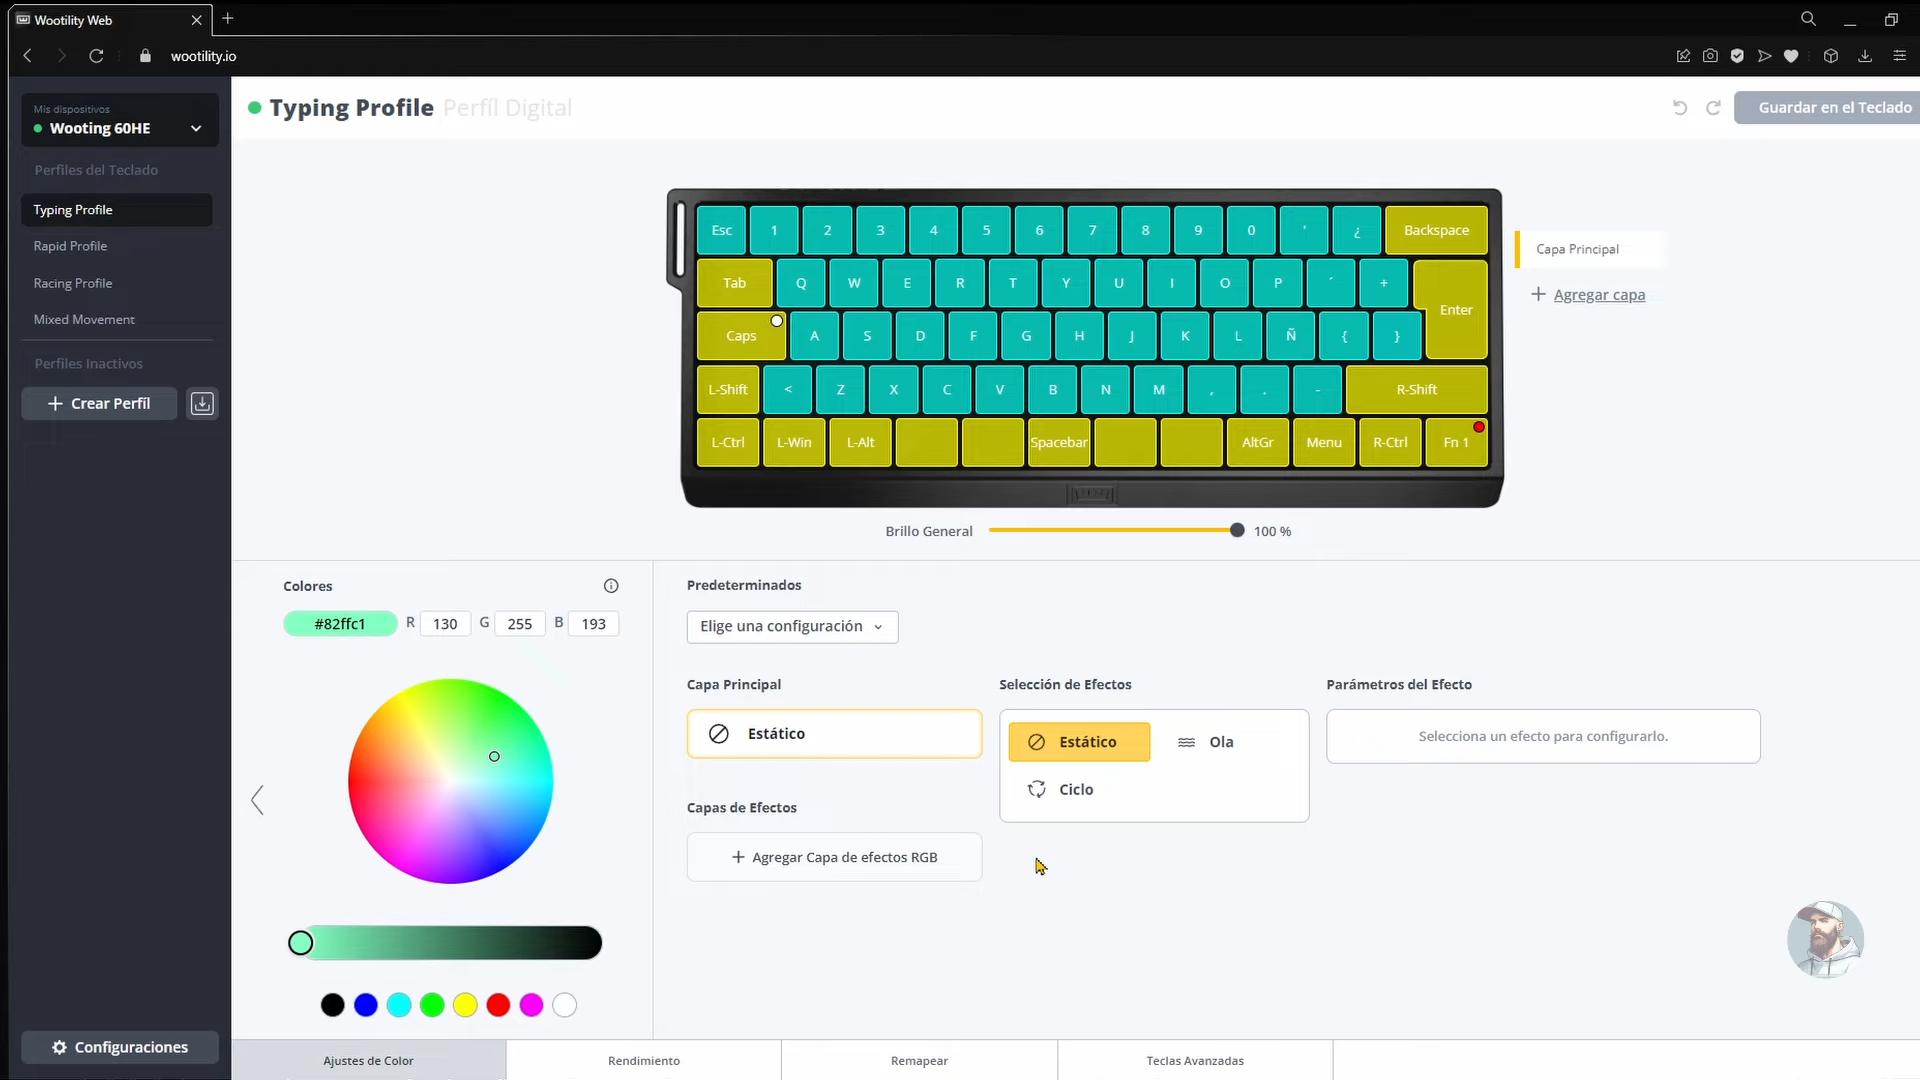 Wootility Web
wootility.io
Mis dispositivos
Wooting 60HE
Perfiles del Teclado
Typing Profile
Rapid Profile
Racing Profile
Mixed Movement
Perfiles Inactivos
Crear Perfíl
Configuraciones
Typing Profile Perfíl Digital
Guardar en el Teclado
Esc 1 2 3 4 5 6 7 8 9 0 ' ¿ Backspace
Tab Q W E R T Y U I O P ´ + Enter
Caps A S D F G H J K L Ñ { }
L-Shift < Z X C V B N M , . - R-Shift
L-Ctrl L-Win L-Alt Spacebar AltGr Menu R-Ctrl Fn 1
Capa Principal
Agregar capa
Brillo General 100 %
Colores
#82ffc1 R 130 G 255 B 193
Predeterminados
Elige una configuración
Capa Principal
Estático
Capas de Efectos
Agregar Capa de efectos RGB
Selección de Efectos
Estático Ola
Ciclo
Parámetros del Efecto
Selecciona un efecto para configurarlo.
Ajustes de Color Rendimiento Remapear Teclas Avanzadas